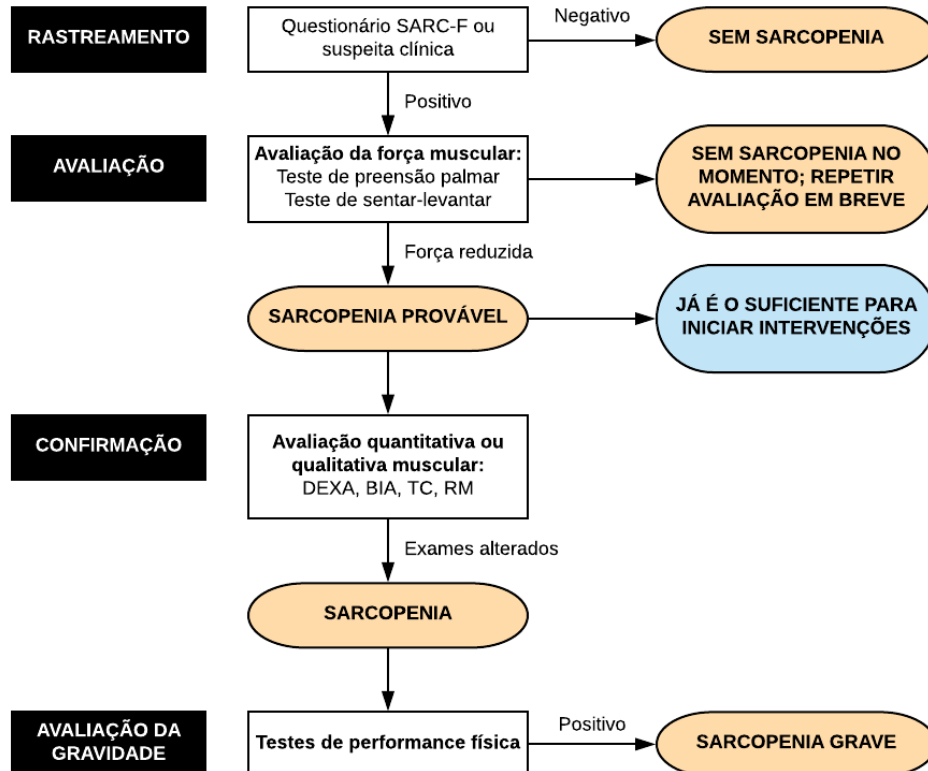 RASTREAMENTO
Questionário SARC-F ou
suspeita clínica
Negativo
SEM SARCOPENIA
Positivo
AVALIAÇÃO
Avaliação da força muscular:
Teste de preensão palmar
Teste de sentar-levantar
SEM SARCOPENIA NO
MOMENTO; REPETIR
AVALIAÇÃO EM BREVE
Força reduzida
SARCOPENIA PROVÁVEL
JÁ É O SUFICIENTE PARA
INICIAR INTERVENÇÕES
CONFIRMAÇÃO
Avaliação quantitativa ou
qualitativa muscular:
DEXA, BIA, TC, RM
Exames alterados
SARCOPENIA
AVALIAÇÃO DA
GRAVIDADE
Testes de performance física
Positivo
SARCOPENIA GRAVE